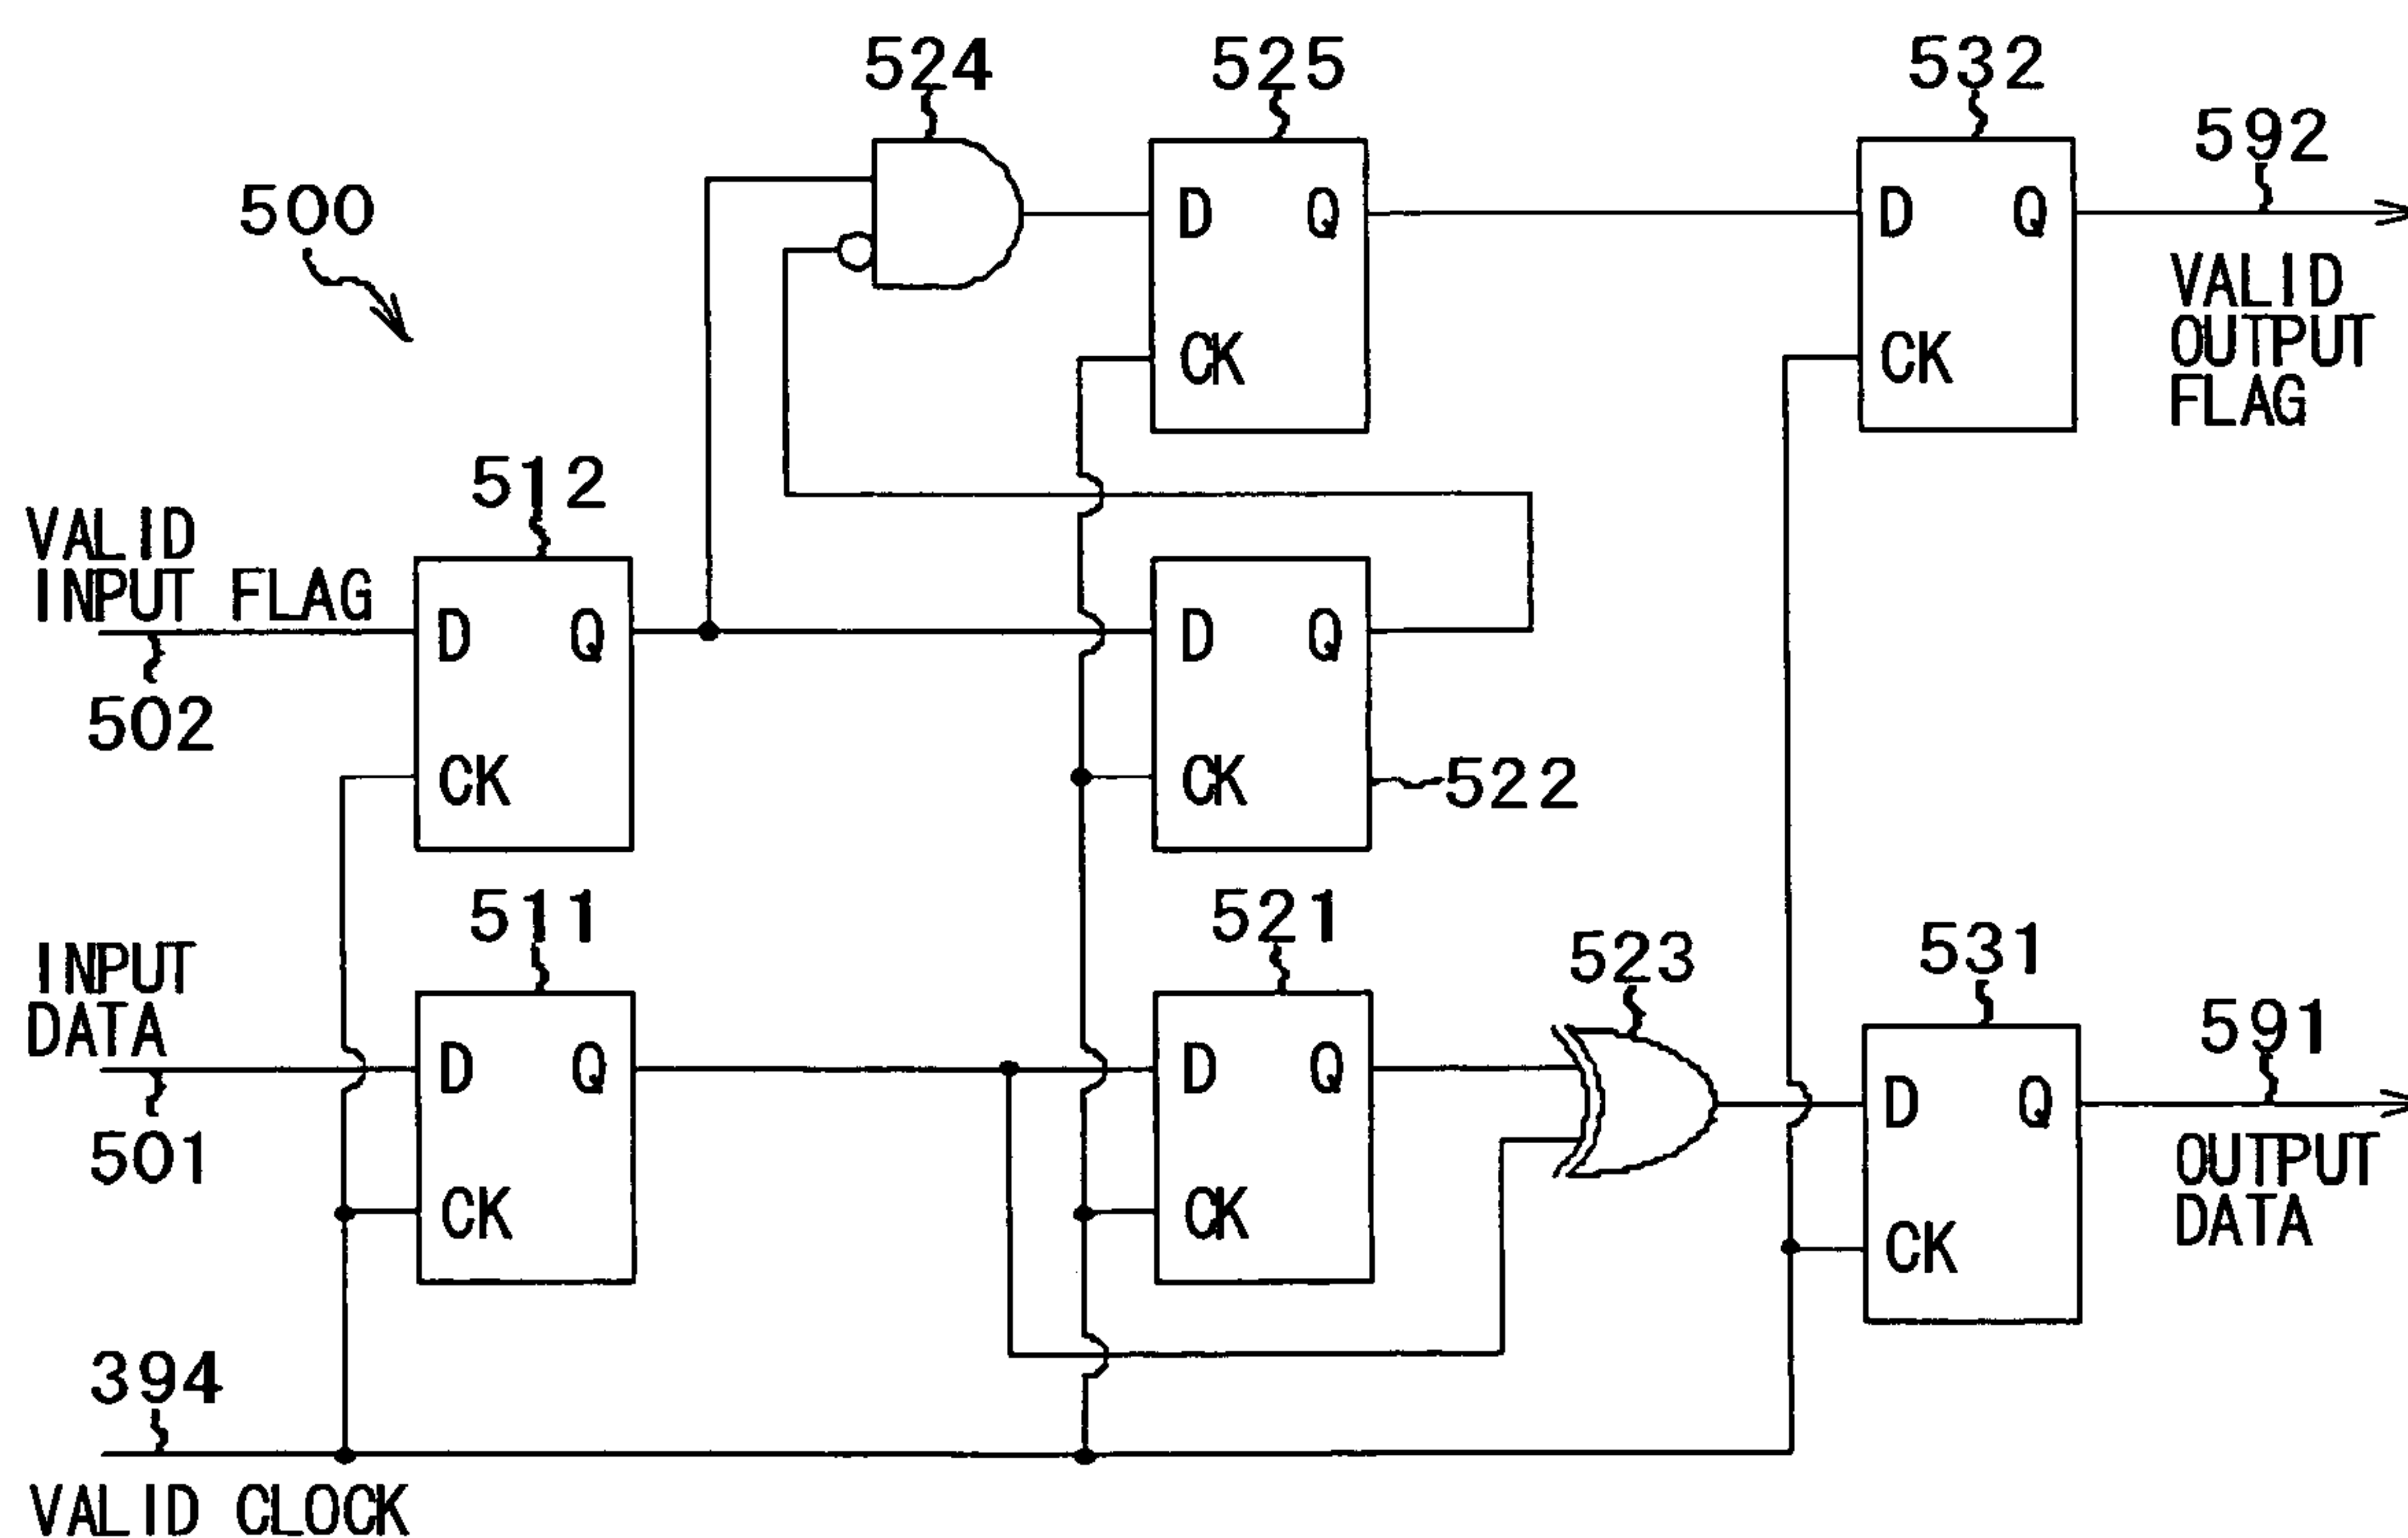 524
525
532
592
500
D Q
CK
D Q
CK
VALID
OUTPUT
FLAG
512
VALID
INPUT FLAG
502
D Q
CK
D Q
CK
522
511
521
523
531
591
INPUT
DATA
501
D Q
CK
D Q
CK
D Q
CK
OUTPUT
DATA
394
VALID CLOCK